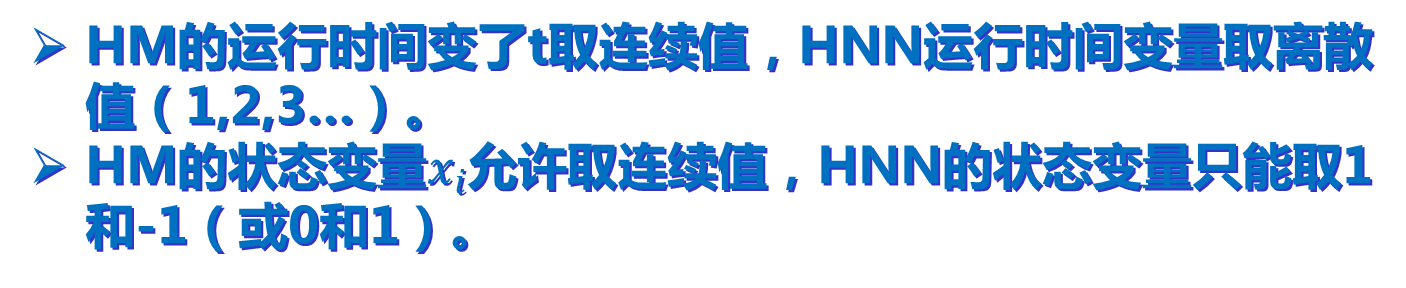 ➢ HM的运行时间变了t取连续值，HNN运行时间变量取离散
值（1,2,3…）。
➢ HM的状态变量𝑥𝑖允许取连续值，HNN的状态变量只能取1
和-1（或0和1）。